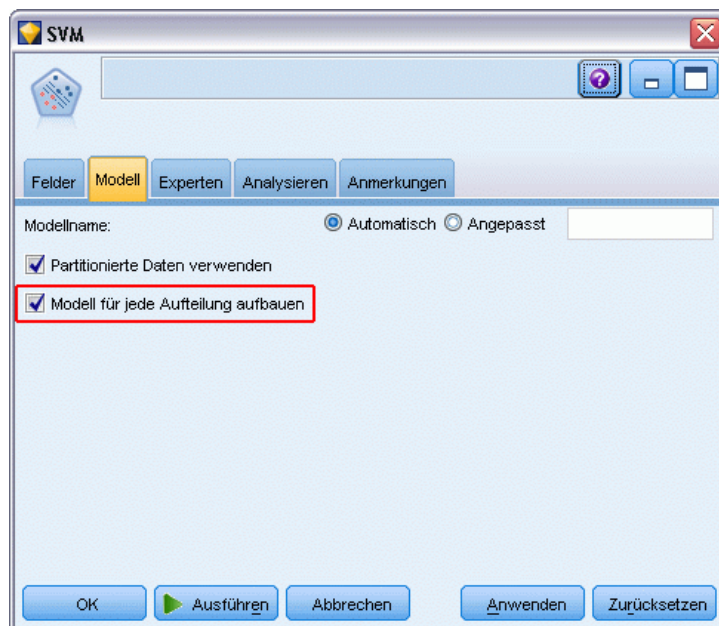 SVM
?
Felder Modell Experten Analysieren Anmerkungen
Modellname: Automatisch Angepasst
Partitionierte Daten verwenden
Modell für jede Aufteilung aufbauen
OK Ausführen Abbrechen Anwenden Zurücksetzen